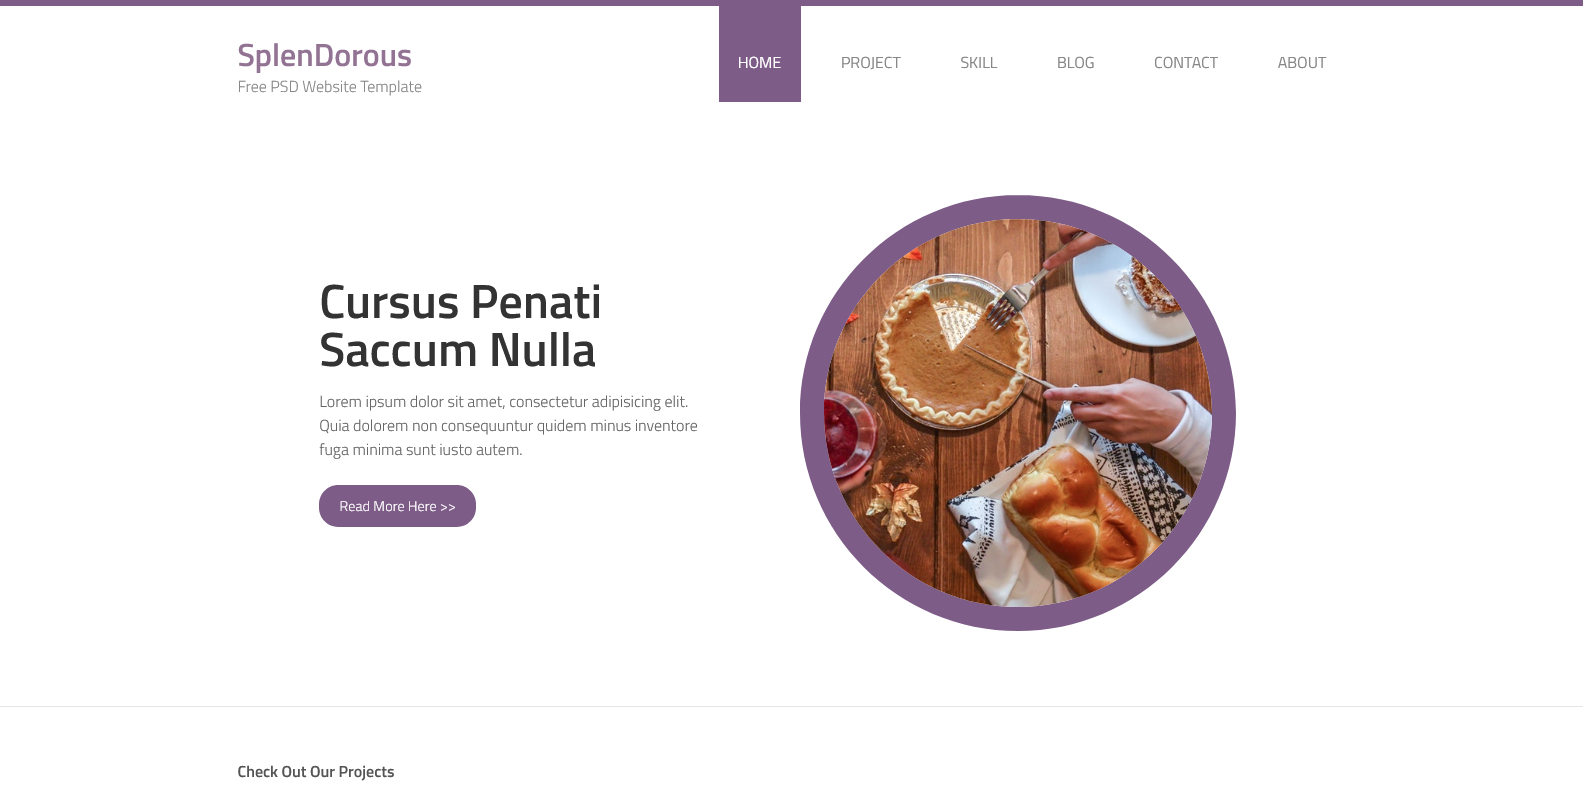 SplenDorous
Free PSD Website Template
HOME PROJECT SKILL BLOG CONTACT ABOUT
Cursus Penati
Saccum Nulla
Lorem ipsum dolor sit amet, consectetur adipisicing elit.
Quia dolorem non consequuntur quidem minus inventore
fuga minima sunt iusto autem.
Read More Here >>
Check Out Our Projects